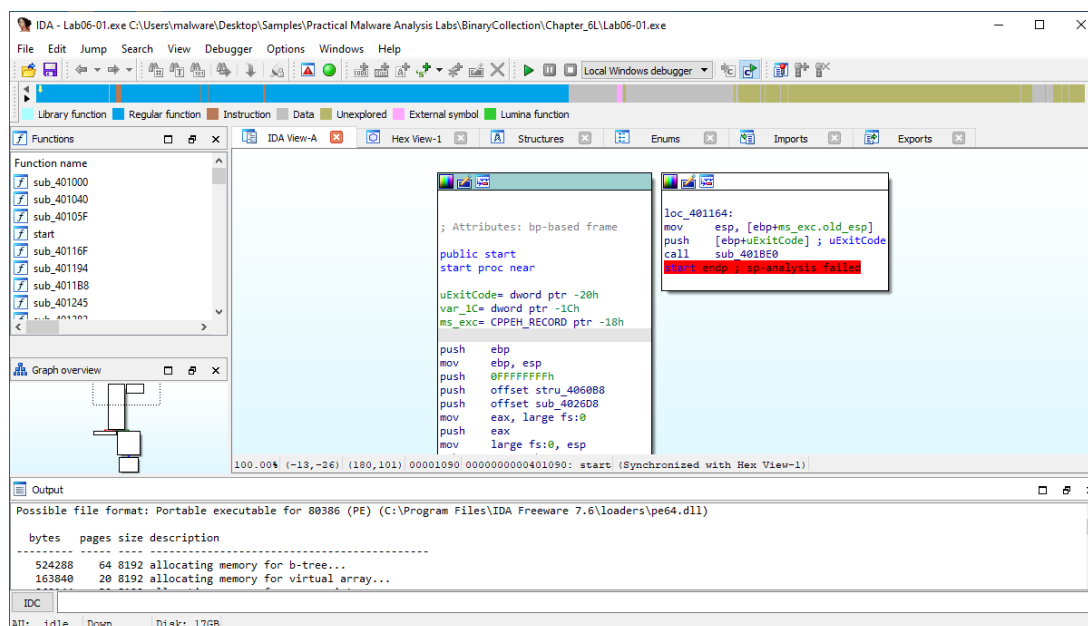 IDA - Lab06-01.exe C:\Users\malware\Desktop\Samples\Practical Malware Analysis Labs\BinaryCollection\Chapter_6L\Lab06-01.exe
File Edit Jump Search View Debugger Options Windows Help
Local Windows debugger
Library function Regular function Instruction Data Unexplored External symbol Lumina function
Functions
IDA View-A Hex View-1 Structures Enums Imports Exports
Function name
sub_401000
sub_401040
sub_40105F
start
sub_40116F
sub_401194
sub_4011B8
sub_401245
Graph overview
; Attributes: bp-based frame
public start
start proc near
uExitCode= dword ptr -20h
var_1C= dword ptr -1Ch
ms_exc= CPPEH_RECORD ptr -18h
push ebp
mov ebp, esp
push 0FFFFFFFFh
push offset stru_4060B8
push offset sub_4026D8
mov eax, large fs:0
push eax
mov large fs:0, esp
loc_401164:
mov esp, [ebp+ms_exc.old_esp]
push [ebp+uExitCode] ; uExitCode
call sub_401BE0
start endp ; sp-analysis failed
100.00% (-13,-26) (180,101) 00001090 0000000000401090: start (Synchronized with Hex View-1)
Output
Possible file format: Portable executable for 80386 (PE) (C:\Program Files\IDA Freeware 7.6\loaders\pe64.dll)
bytes pages size description
--------- ----- ---- --------------------------------------------
524288 64 8192 allocating memory for b-tree...
163840 20 8192 allocating memory for virtual array...
IDC
AU: idle Down Disk: 17GB